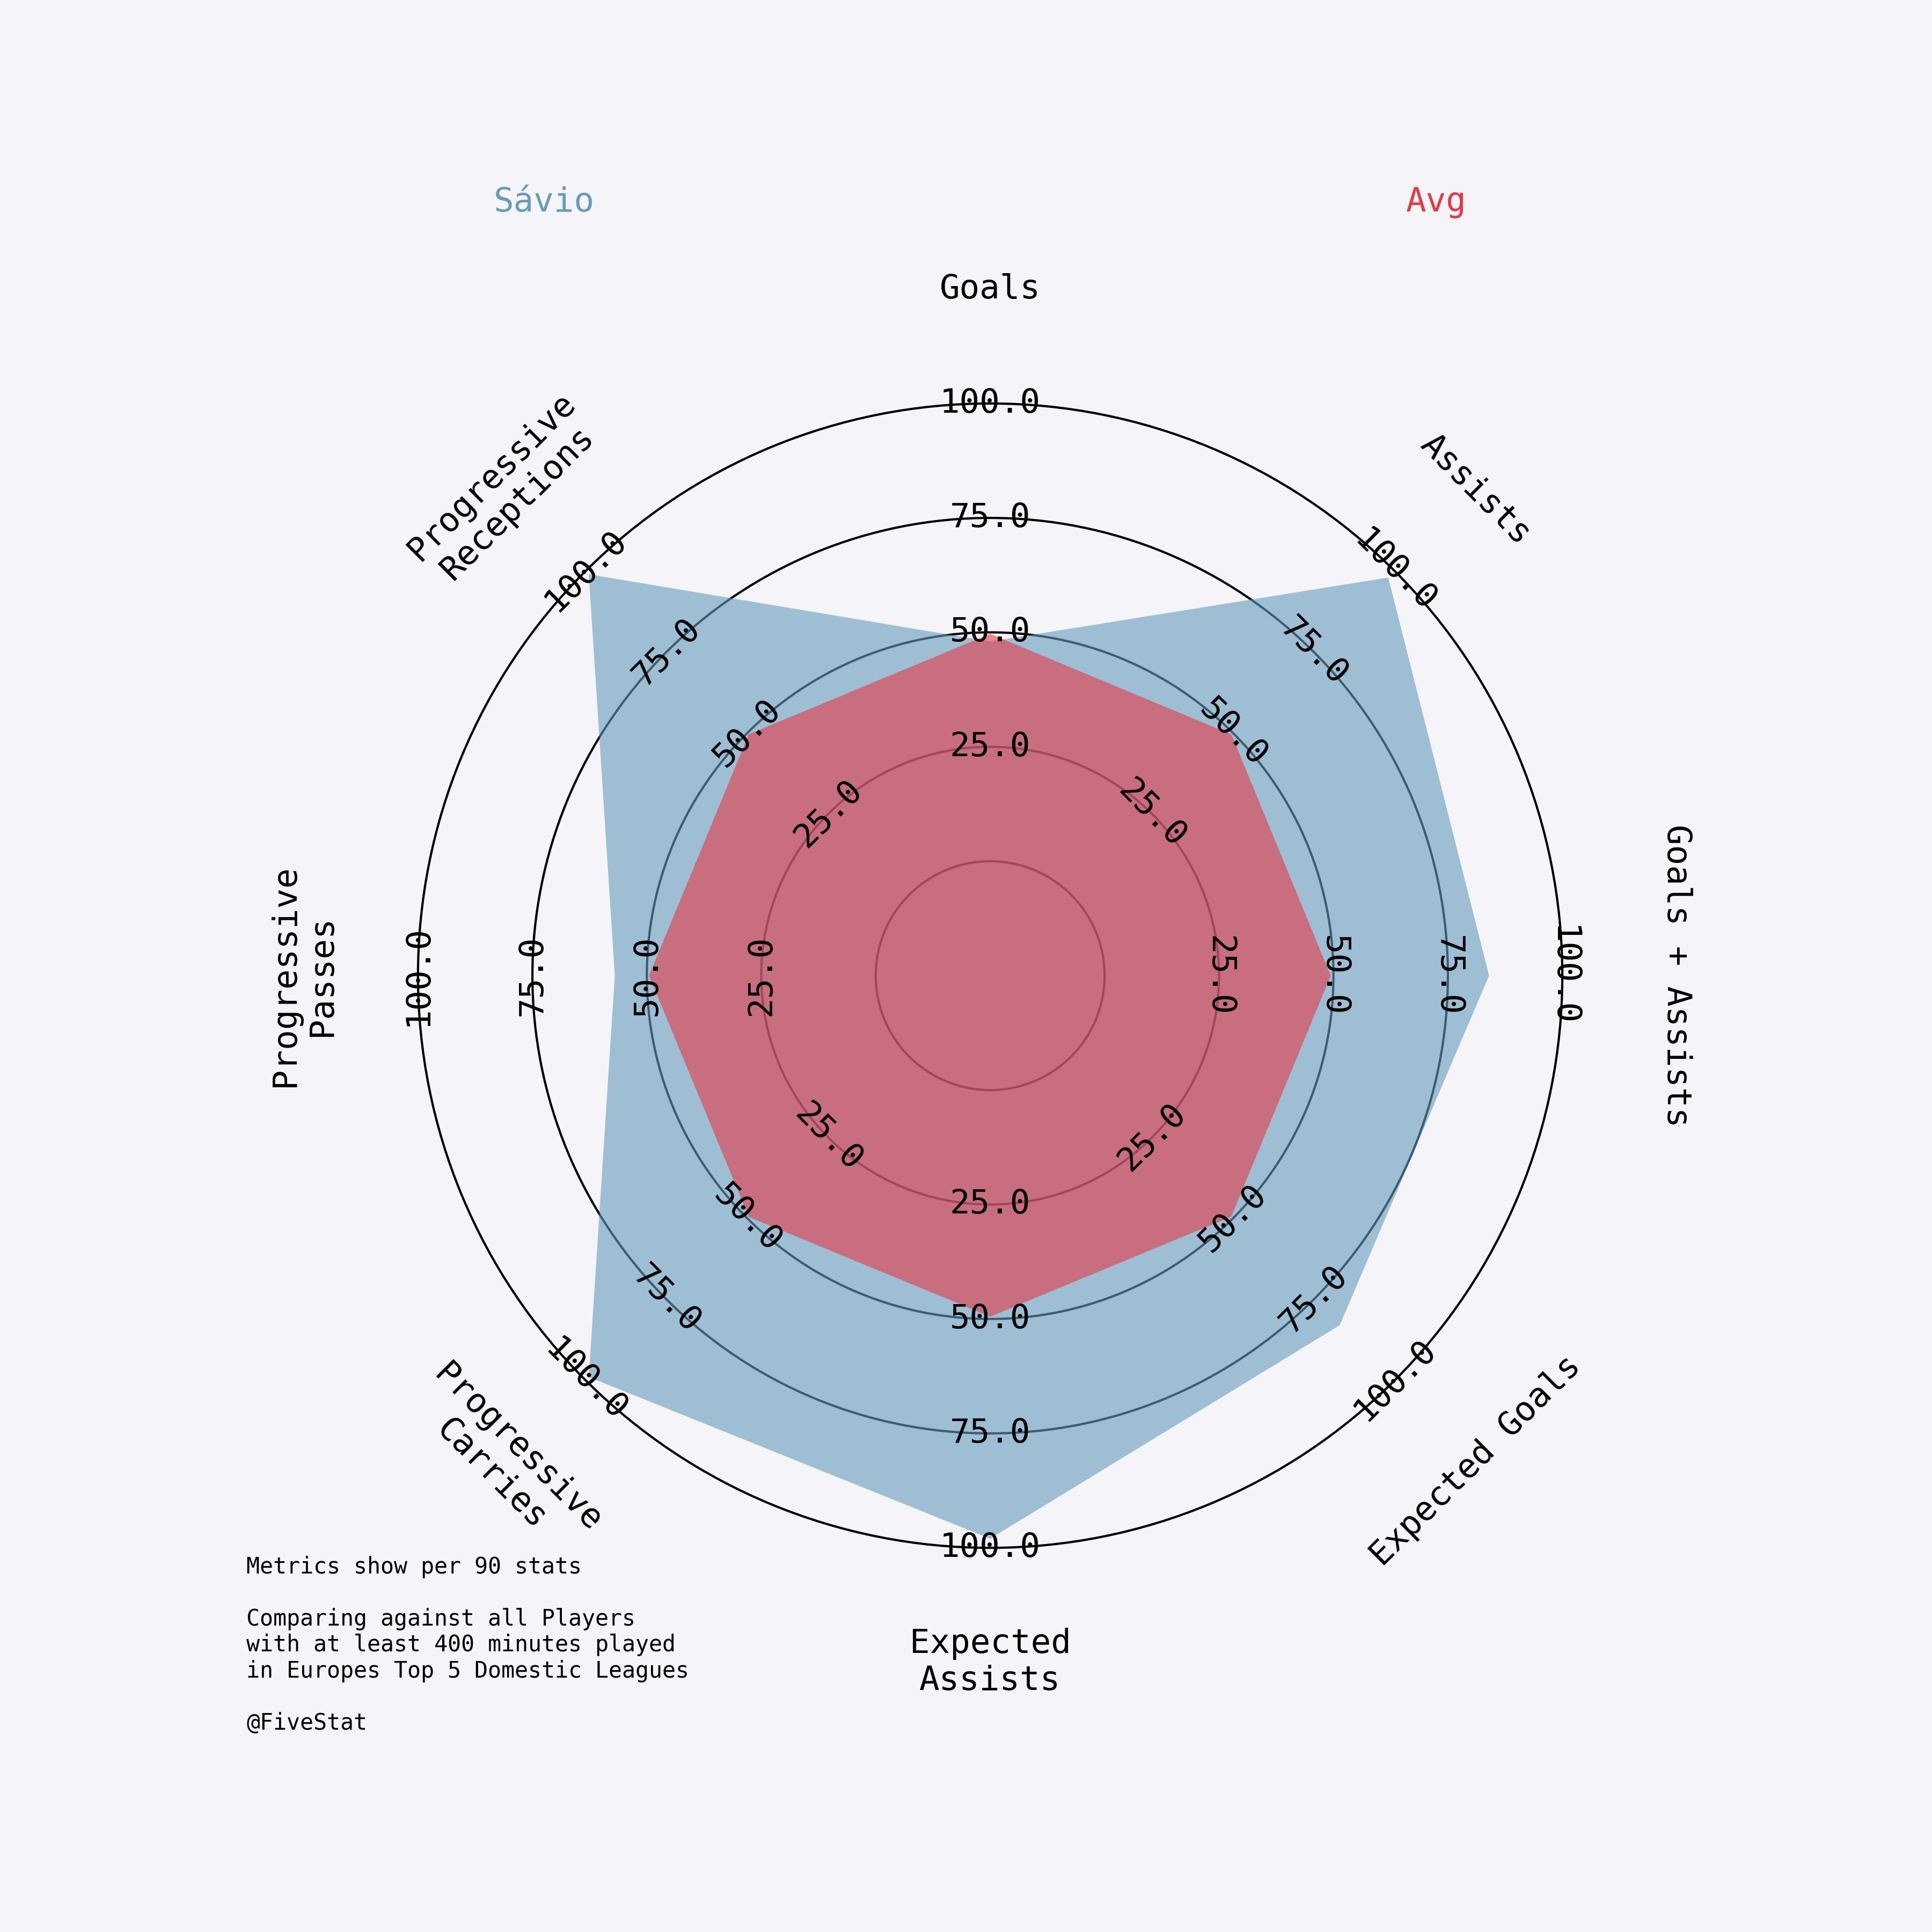 Sávio
Avg
Goals
Assists
Goals + Assists
Expected Goals
Expected
Assists
Progressive
Carries
Progressive
Passes
Progressive
Receptions
25.0
50.0
75.0
100.0
25.0
50.0
75.0
100.0
25.0
50.0
75.0
100.0
25.0
50.0
75.0
100.0
25.0
50.0
75.0
100.0
25.0
50.0
75.0
100.0
25.0
50.0
75.0
100.0
25.0
50.0
75.0
100.0
Metrics show per 90 stats
Comparing against all Players
with at least 400 minutes played
in Europes Top 5 Domestic Leagues
@FiveStat